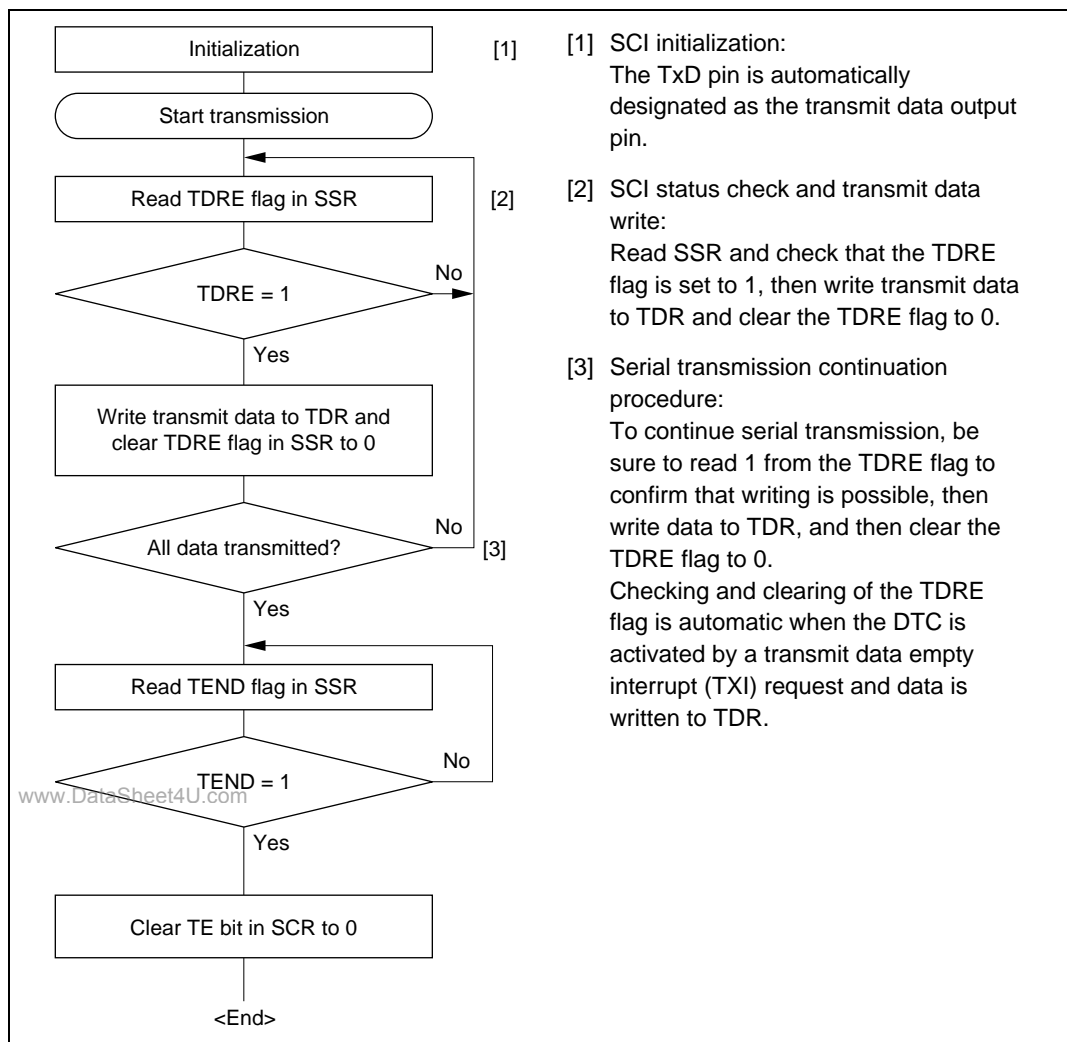 Initialization
[1]
Start transmission
Read TDRE flag in SSR
[2]
TDRE = 1
No
Yes
Write transmit data to TDR and
clear TDRE flag in SSR to 0
All data transmitted?
No
[3]
Yes
Read TEND flag in SSR
TEND = 1
No
www.DataSheet4U.com
Yes
Clear TE bit in SCR to 0
<End>
[1] SCI initialization:
The TxD pin is automatically
designated as the transmit data output
pin.
[2] SCI status check and transmit data
write:
Read SSR and check that the TDRE
flag is set to 1, then write transmit data
to TDR and clear the TDRE flag to 0.
[3] Serial transmission continuation
procedure:
To continue serial transmission, be
sure to read 1 from the TDRE flag to
confirm that writing is possible, then
write data to TDR, and then clear the
TDRE flag to 0.
Checking and clearing of the TDRE
flag is automatic when the DTC is
activated by a transmit data empty
interrupt (TXI) request and data is
written to TDR.